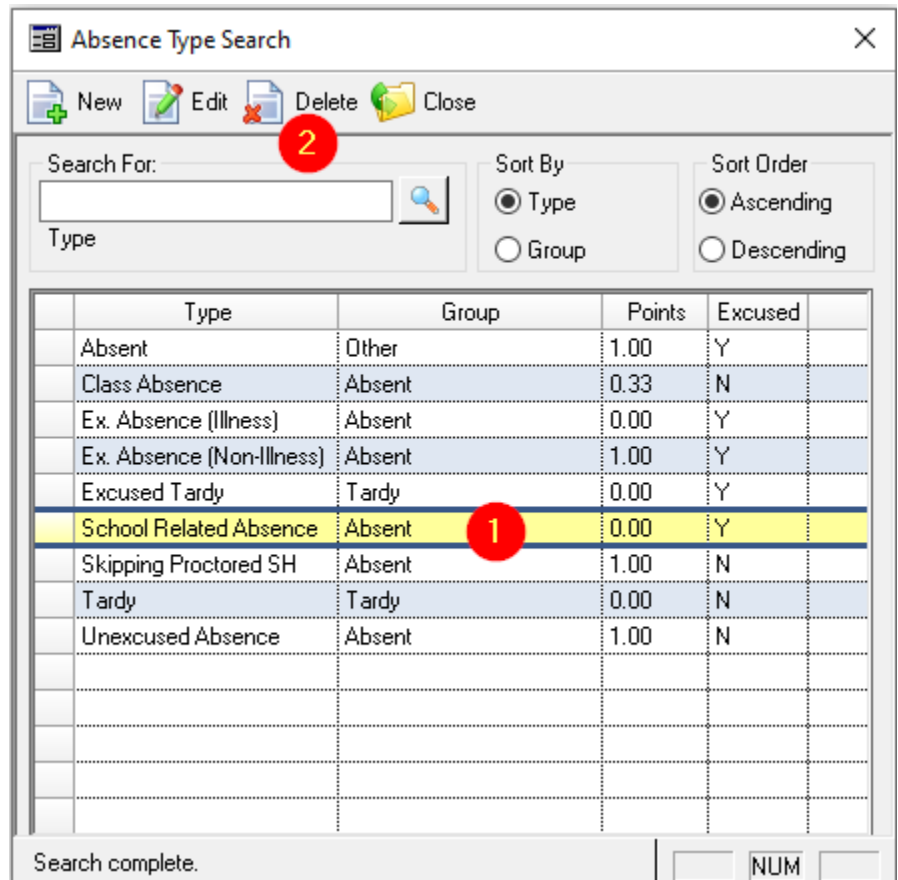 Absence Type Search
New Edit Delete Close
2
Search For: Sort By Sort Order
Type Ascending
Type
Group Descending
Type Group Points Excused
Absent Other 1.00 Y
Class Absence Absent 0.33 N
Ex. Absence (Illness) Absent 0.00 Y
Ex. Absence (Non-Illness) Absent 1.00 Y
Excused Tardy Tardy 0.00 Y
School Related Absence Absent 1 0.00 Y
Skipping Proctored SH Absent 1.00 N
Tardy Tardy 0.00 N
Unexcused Absence Absent 1.00 N
Search complete. NUM